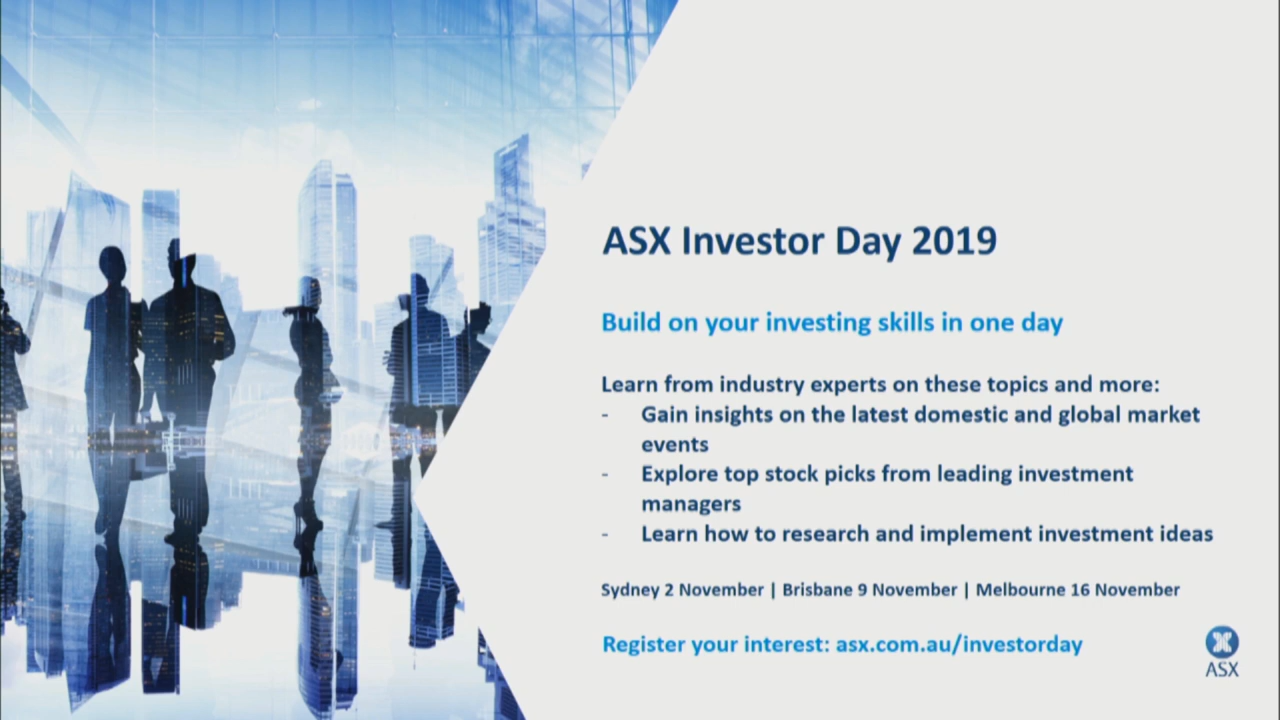 ASX Investor Day 2019
Build on your investing skills in one day
Learn from industry experts on these topics and more:
- Gain insights on the latest domestic and global market
events
- Explore top stock picks from leading investment
managers
- Learn how to research and implement investment ideas
Sydney 2 November | Brisbane 9 November | Melbourne 16 November
Register your interest: asx.com.au/investorday
ASX